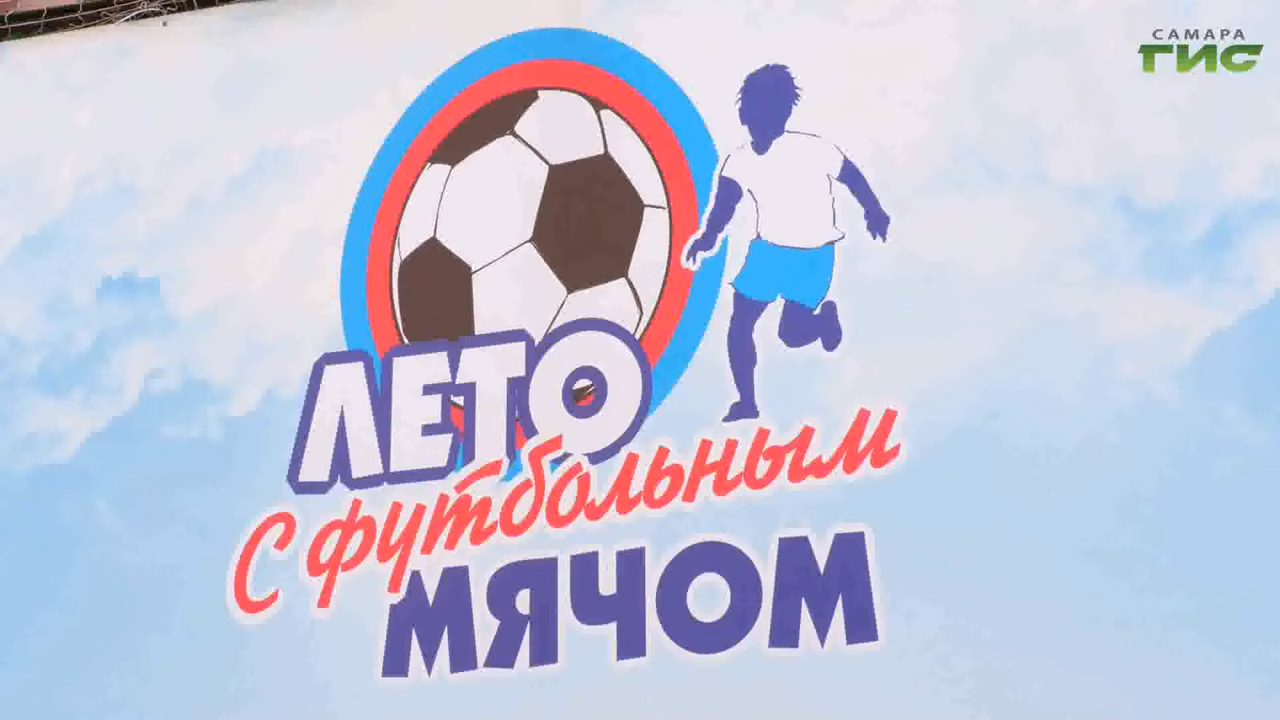 САМАРА
ГИС
ЛЕТО
с футбольным
МЯЧОМ